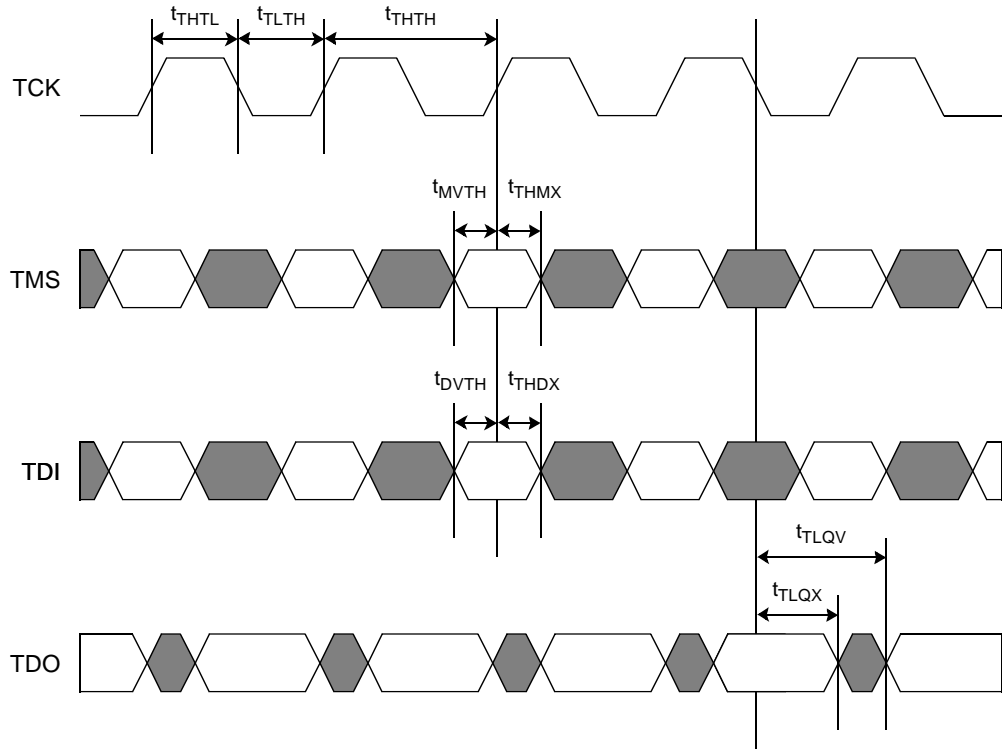 tTHTL tTLTH tTHTH
TCK
tMVTH tTHMX
TMS
tDVTH tTHDX
TDI
tTLQV
tTLQX
TDO